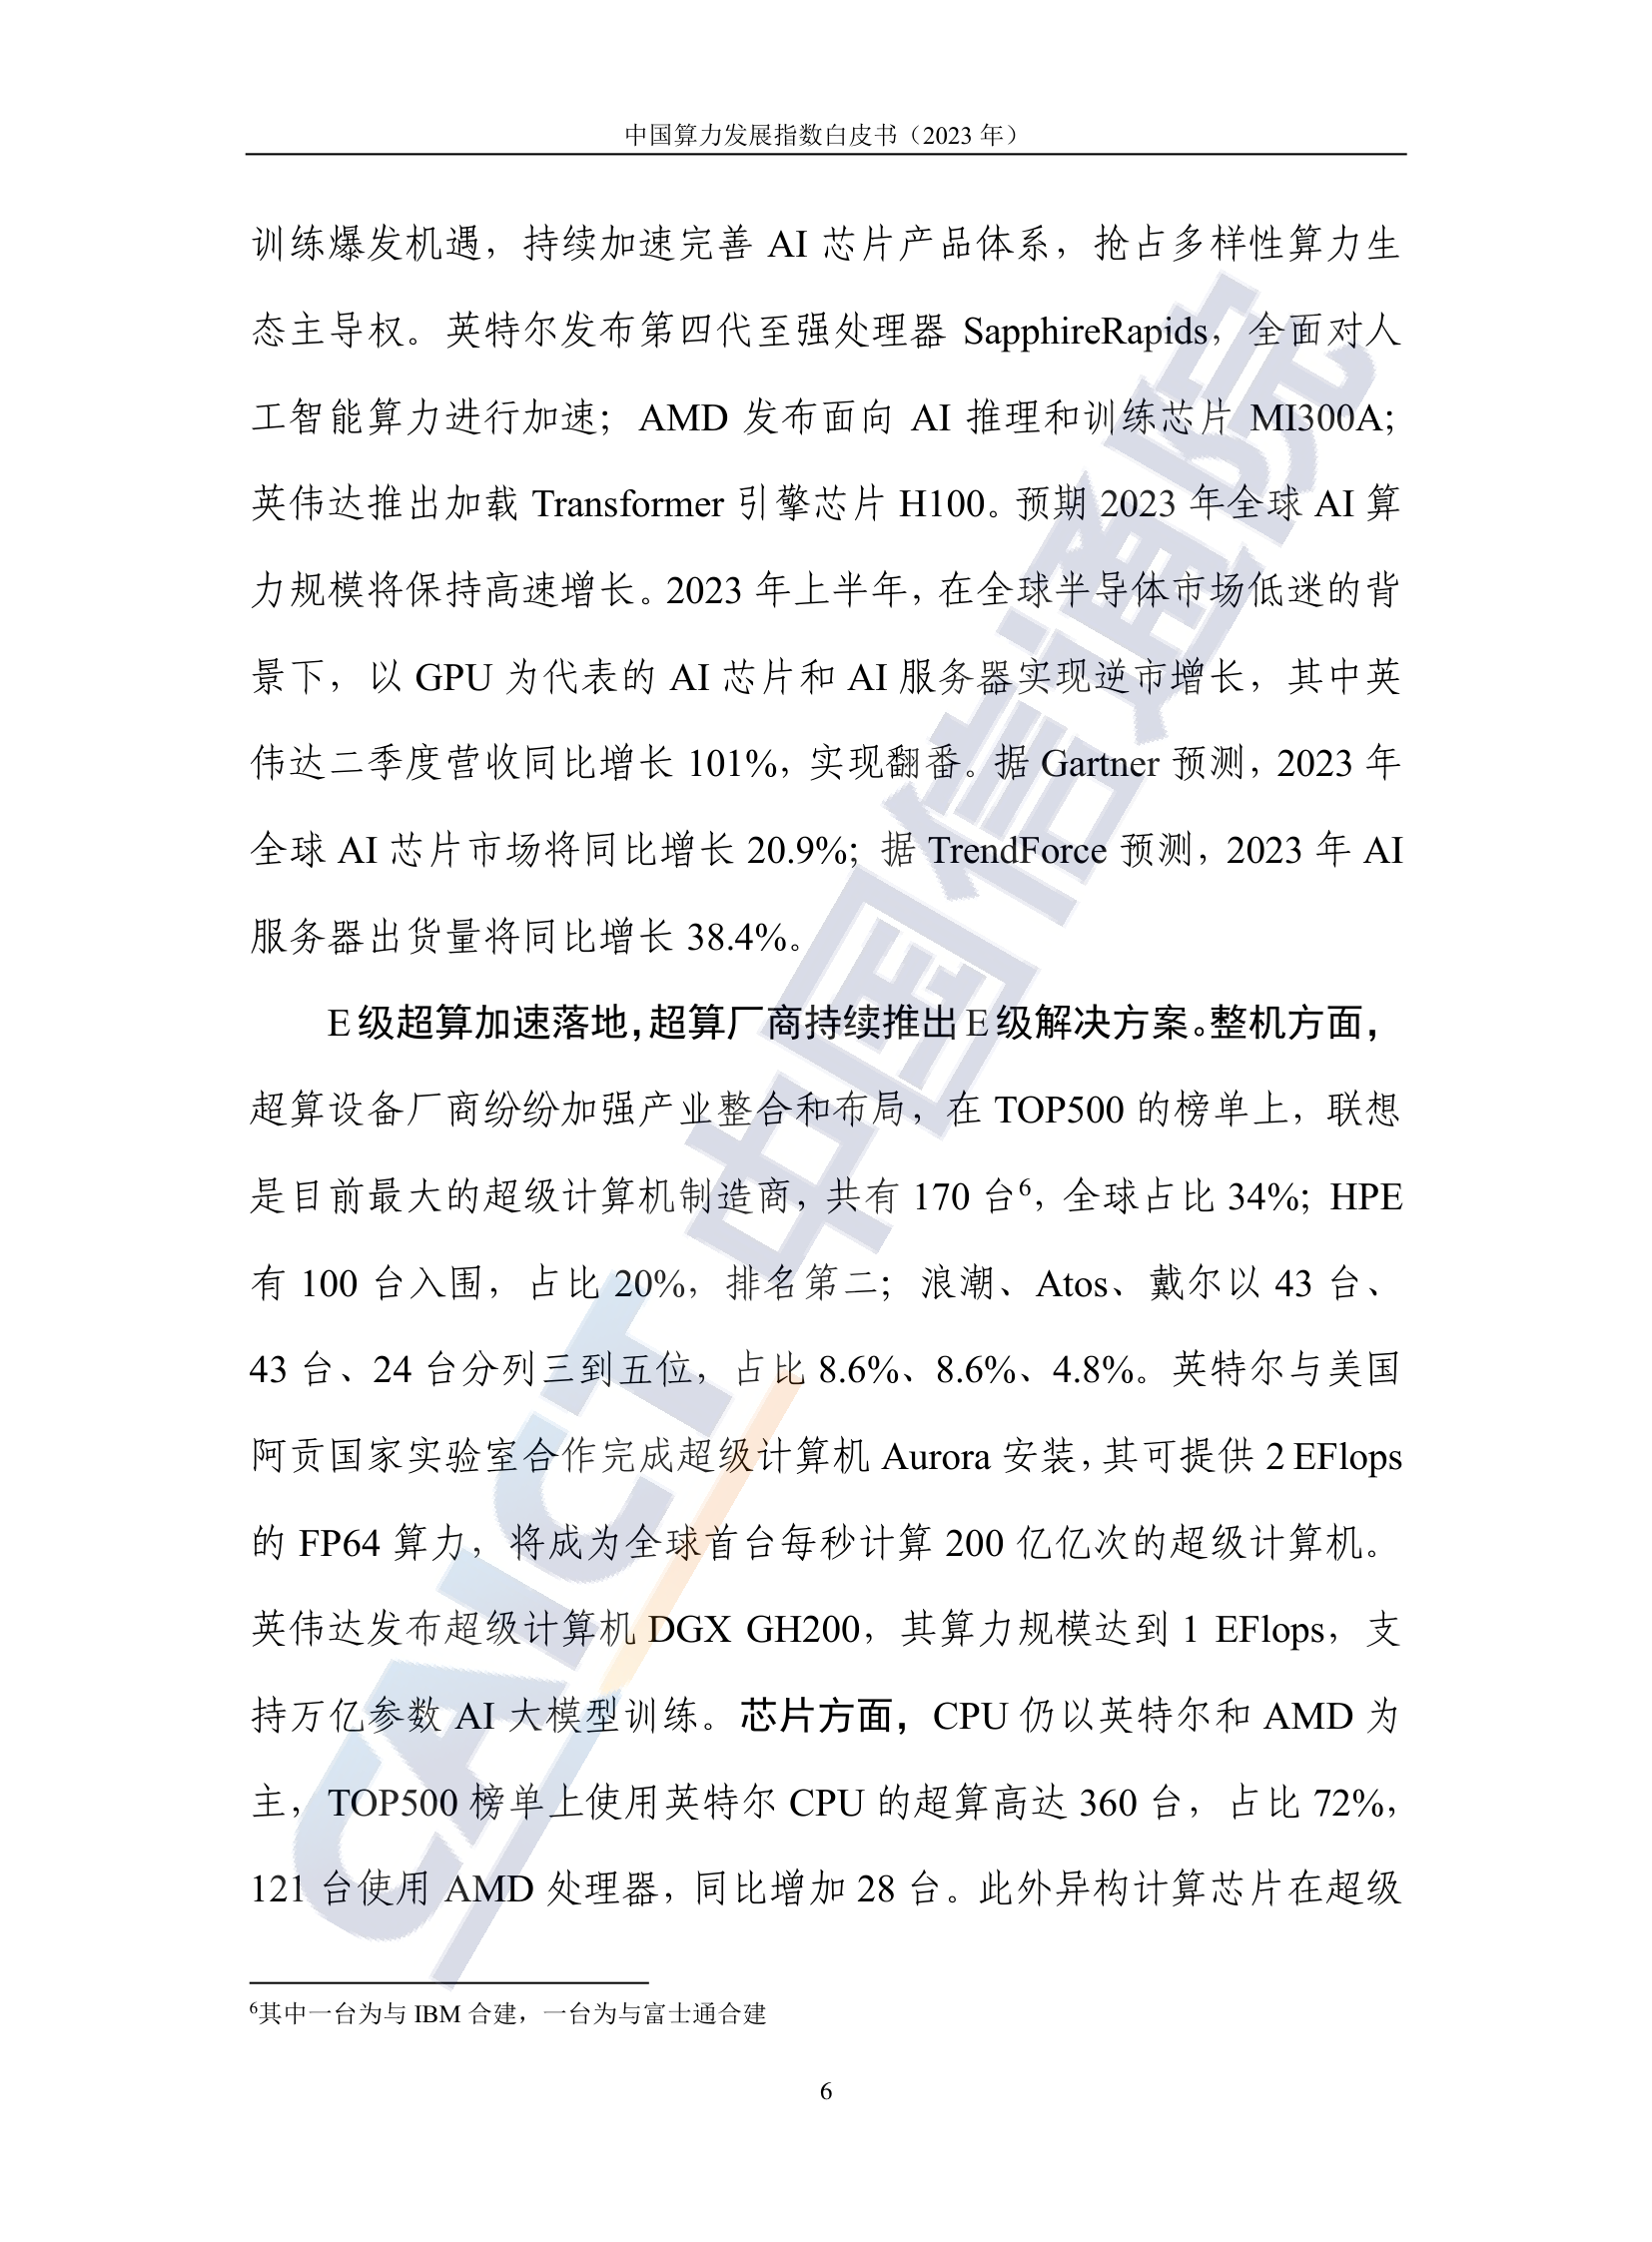 中国算力发展指数白皮书（2023 年）
训练爆发机遇，持续加速完善 AI 芯片产品体系，抢占多样性算力生
态主导权。英特尔发布第四代至强处理器 SapphireRapids，全面对人
工智能算力进行加速；AMD 发布面向 AI 推理和训练芯片 MI300A；
英伟达推出加载 Transformer 引擎芯片 H100。预期 2023 年全球 AI 算
力规模将保持高速增长。2023 年上半年，在全球半导体市场低迷的背
景下，以 GPU 为代表的 AI 芯片和 AI 服务器实现逆市增长，其中英
伟达二季度营收同比增长 101%，实现翻番。据 Gartner 预测，2023 年
全球 AI 芯片市场将同比增长 20.9%；据 TrendForce 预测，2023 年 AI
服务器出货量将同比增长 38.4%。
E 级超算加速落地，超算厂商持续推出 E 级解决方案。整机方面，
超算设备厂商纷纷加强产业整合和布局，在 TOP500 的榜单上，联想
是目前最大的超级计算机制造商，共有 170 台⁶，全球占比 34%；HPE
有 100 台入围，占比 20%，排名第二；浪潮、Atos、戴尔以 43 台、
43 台、24 台分列三到五位，占比 8.6%、8.6%、4.8%。英特尔与美国
阿贡国家实验室合作完成超级计算机 Aurora 安装，其可提供 2 EFlops
的 FP64 算力，将成为全球首台每秒计算 200 亿亿次的超级计算机。
英伟达发布超级计算机 DGX GH200，其算力规模达到 1 EFlops，支
持万亿参数 AI 大模型训练。芯片方面，CPU 仍以英特尔和 AMD 为
主，TOP500 榜单上使用英特尔 CPU 的超算高达 360 台，占比 72%，
121 台使用 AMD 处理器，同比增加 28 台。此外异构计算芯片在超级
⁶其中一台为与 IBM 合建，一台为与富士通合建
6
CAICT 中国信通院